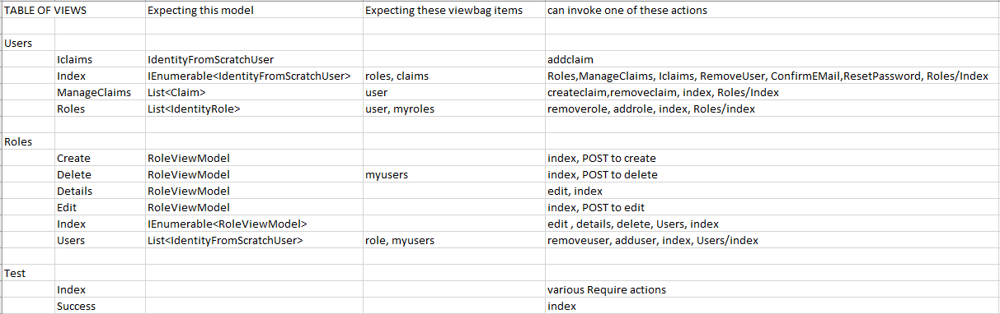 TABLE OF VIEWS Expecting this model Expecting these viewbag items can invoke one of these actions
Users
Iclaims IdentityFromScratchUser addclaim
Index IEnumerable<IdentityFromScratchUser> roles, claims Roles,ManageClaims, Iclaims, RemoveUser, ConfirmEMail,ResetPassword, Roles/Index
ManageClaims List<Claim> user createclaim,removeclaim, index, Roles/Index
Roles List<IdentityRole> user, myroles removerole, addrole, index, Roles/index
Roles
Create RoleViewModel index, POST to create
Delete RoleViewModel myusers index, POST to delete
Details RoleViewModel edit, index
Edit RoleViewModel index, POST to edit
Index IEnumerable<RoleViewModel> edit , details, delete, Users, index
Users List<IdentityFromScratchUser> role, myusers removeuser, adduser, index, Users/index
Test
Index various Require actions
Success index